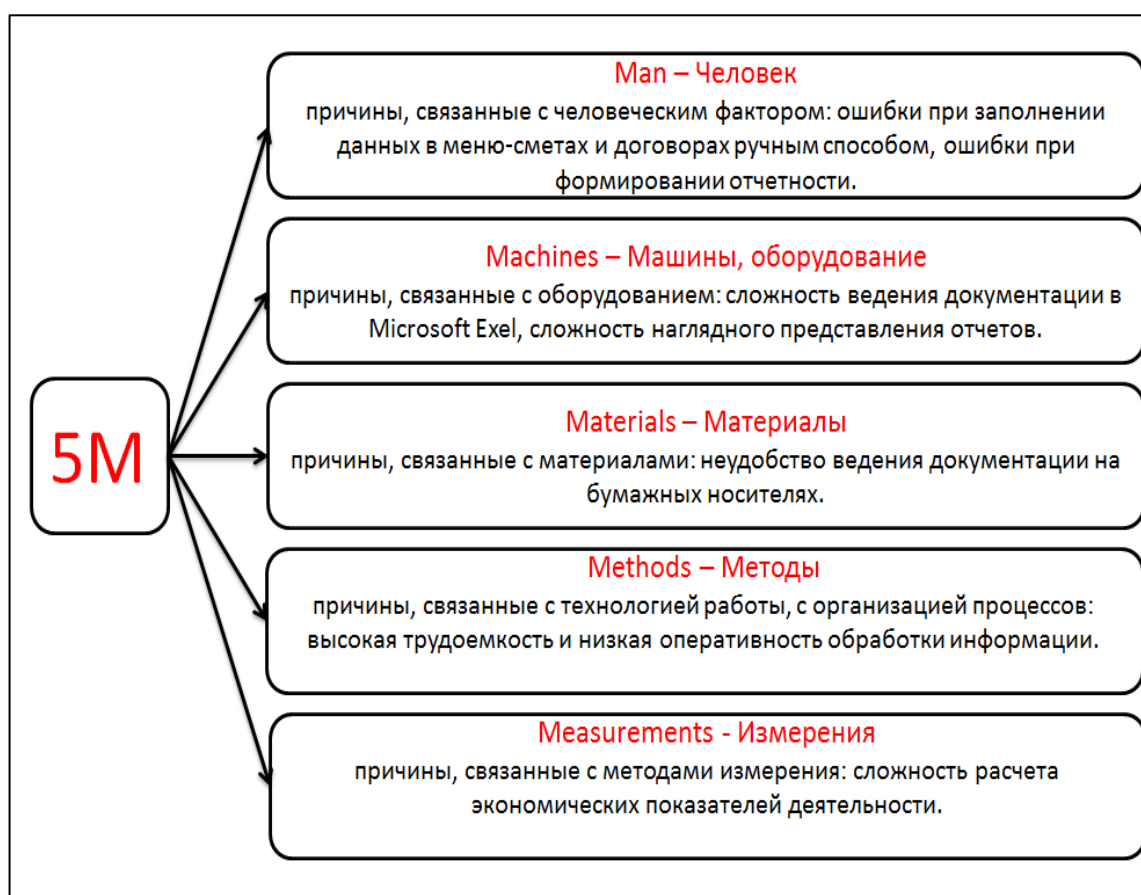 Man – Человек
причины, связанные с человеческим фактором: ошибки при заполнении
данных в меню-сметах и договорах ручным способом, ошибки при
формировании отчетности.
Machines – Машины, оборудование
причины, связанные с оборудованием: сложность ведения документации в
Microsoft Exel, сложность наглядного представления отчетов.
5M
Materials – Материалы
причины, связанные с материалами: неудобство ведения документации на
бумажных носителях.
Methods – Методы
причины, связанные с технологией работы, с организацией процессов:
высокая трудоемкость и низкая оперативность обработки информации.
Measurements - Измерения
причины, связанные с методами измерения: сложность расчета
экономических показателей деятельности.